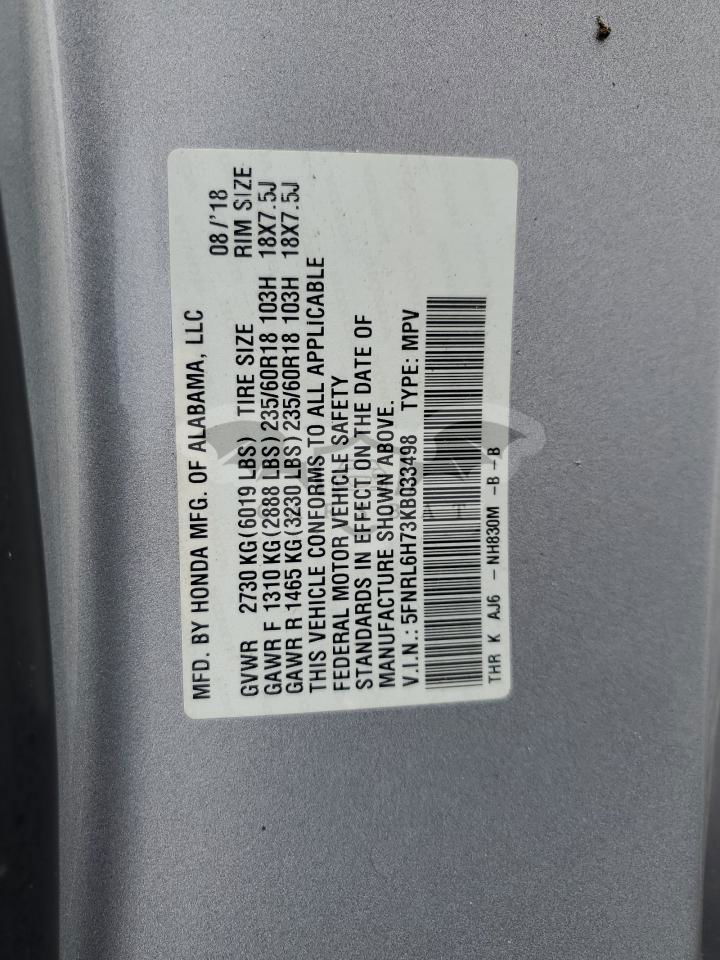 MFD. BY HONDA MFG. OF ALABAMA, LLC 08/'18
GVWR 2730 KG(6019 LBS) TIRE SIZE RIM SIZE
GAWR F 1310 KG(2888 LBS)235/60R18 103H 18X7.5J
GAWR R 1465 KG(3230 LBS)235/60R18 103H 18X7.5J
THIS VEHICLE CONFORMS TO ALL APPLICABLE
FEDERAL MOTOR VEHICLE SAFETY
STANDARDS IN EFFECT ON THE DATE OF
MANUFACTURE SHOWN ABOVE.
V.I.N.: 5FNRL6H73KB033498 TYPE: MPV
THR K AJ6 - NH830M -B -B